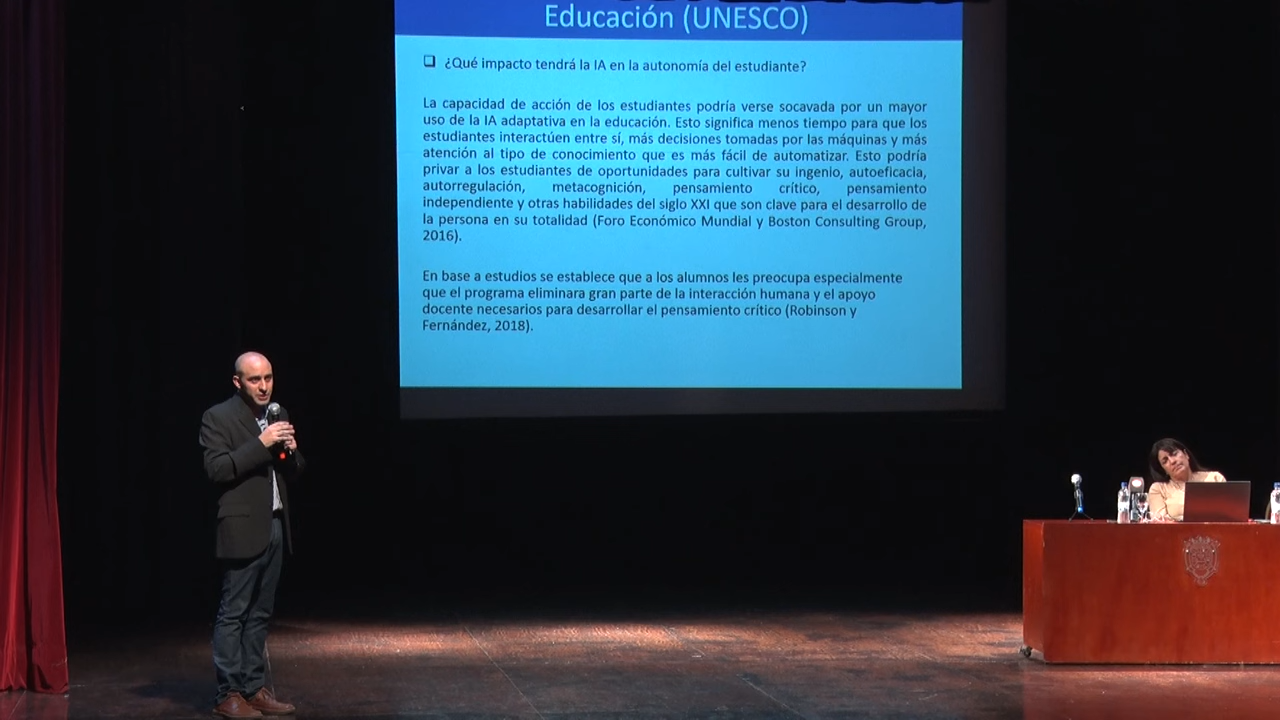 Educación (UNESCO)
¿Qué impacto tendrá la IA en la autonomía del estudiante?
La capacidad de acción de los estudiantes podría verse socavada por un mayor
uso de la IA adaptativa en la educación. Esto significa menos tiempo para que los
estudiantes interactúen entre sí, más decisiones tomadas por las máquinas y más
atención al tipo de conocimiento que es más fácil de automatizar. Esto podría
privar a los estudiantes de oportunidades para cultivar su ingenio, autoeficacia,
autorregulación, metacognición, pensamiento crítico, pensamiento
independiente y otras habilidades del siglo XXI que son clave para el desarrollo de
la persona en su totalidad (Foro Económico Mundial y Boston Consulting Group,
2016).
En base a estudios se establece que a los alumnos les preocupa especialmente
que el programa eliminara gran parte de la interacción humana y el apoyo
docente necesarios para desarrollar el pensamiento crítico (Robinson y
Fernández, 2018).